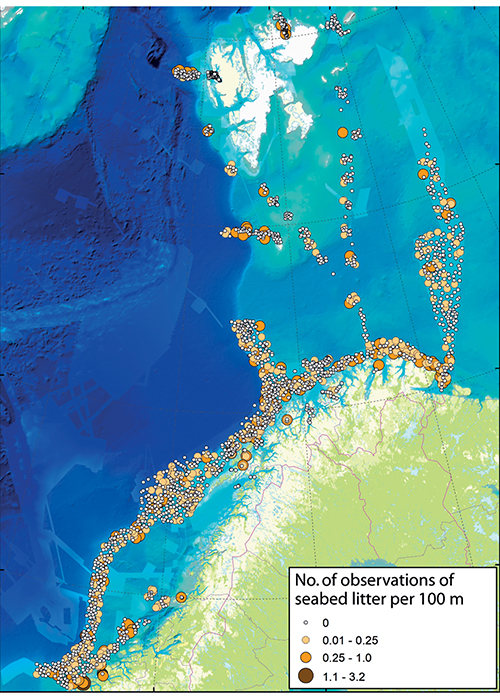 No. of observations of
seabed litter per 100 m
0
0.01 - 0.25
0.25 - 1.0
1.1 - 3.2